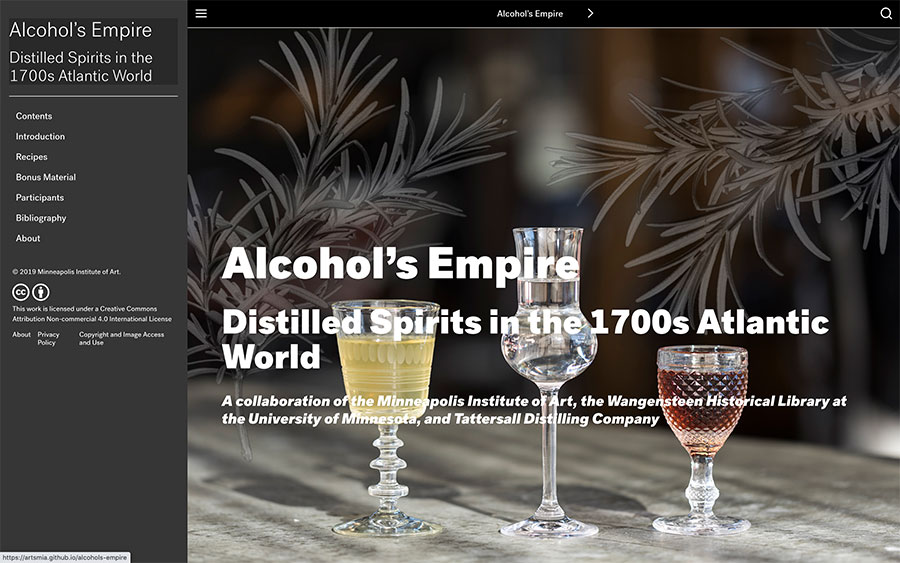 Alcohol's Empire
Distilled Spirits in the
1700s Atlantic World
Contents
Introduction
Recipes
Bonus Material
Participants
Bibliography
About
© 2019 Minneapolis Institute of Art.
cc
This work is licensed under a Creative Commons
Attribution Non-commercial 4.0 International License
About Privacy Policy Copyright and Image Access and Use
https://artsmia.github.io/alcohols-empire
Alcohol's Empire
Alcohol’s Empire
Distilled Spirits in the 1700s Atlantic
World
A collaboration of the Minneapolis Institute of Art, the Wangensteen Historical Library at
the University of Minnesota, and Tattersall Distilling Company